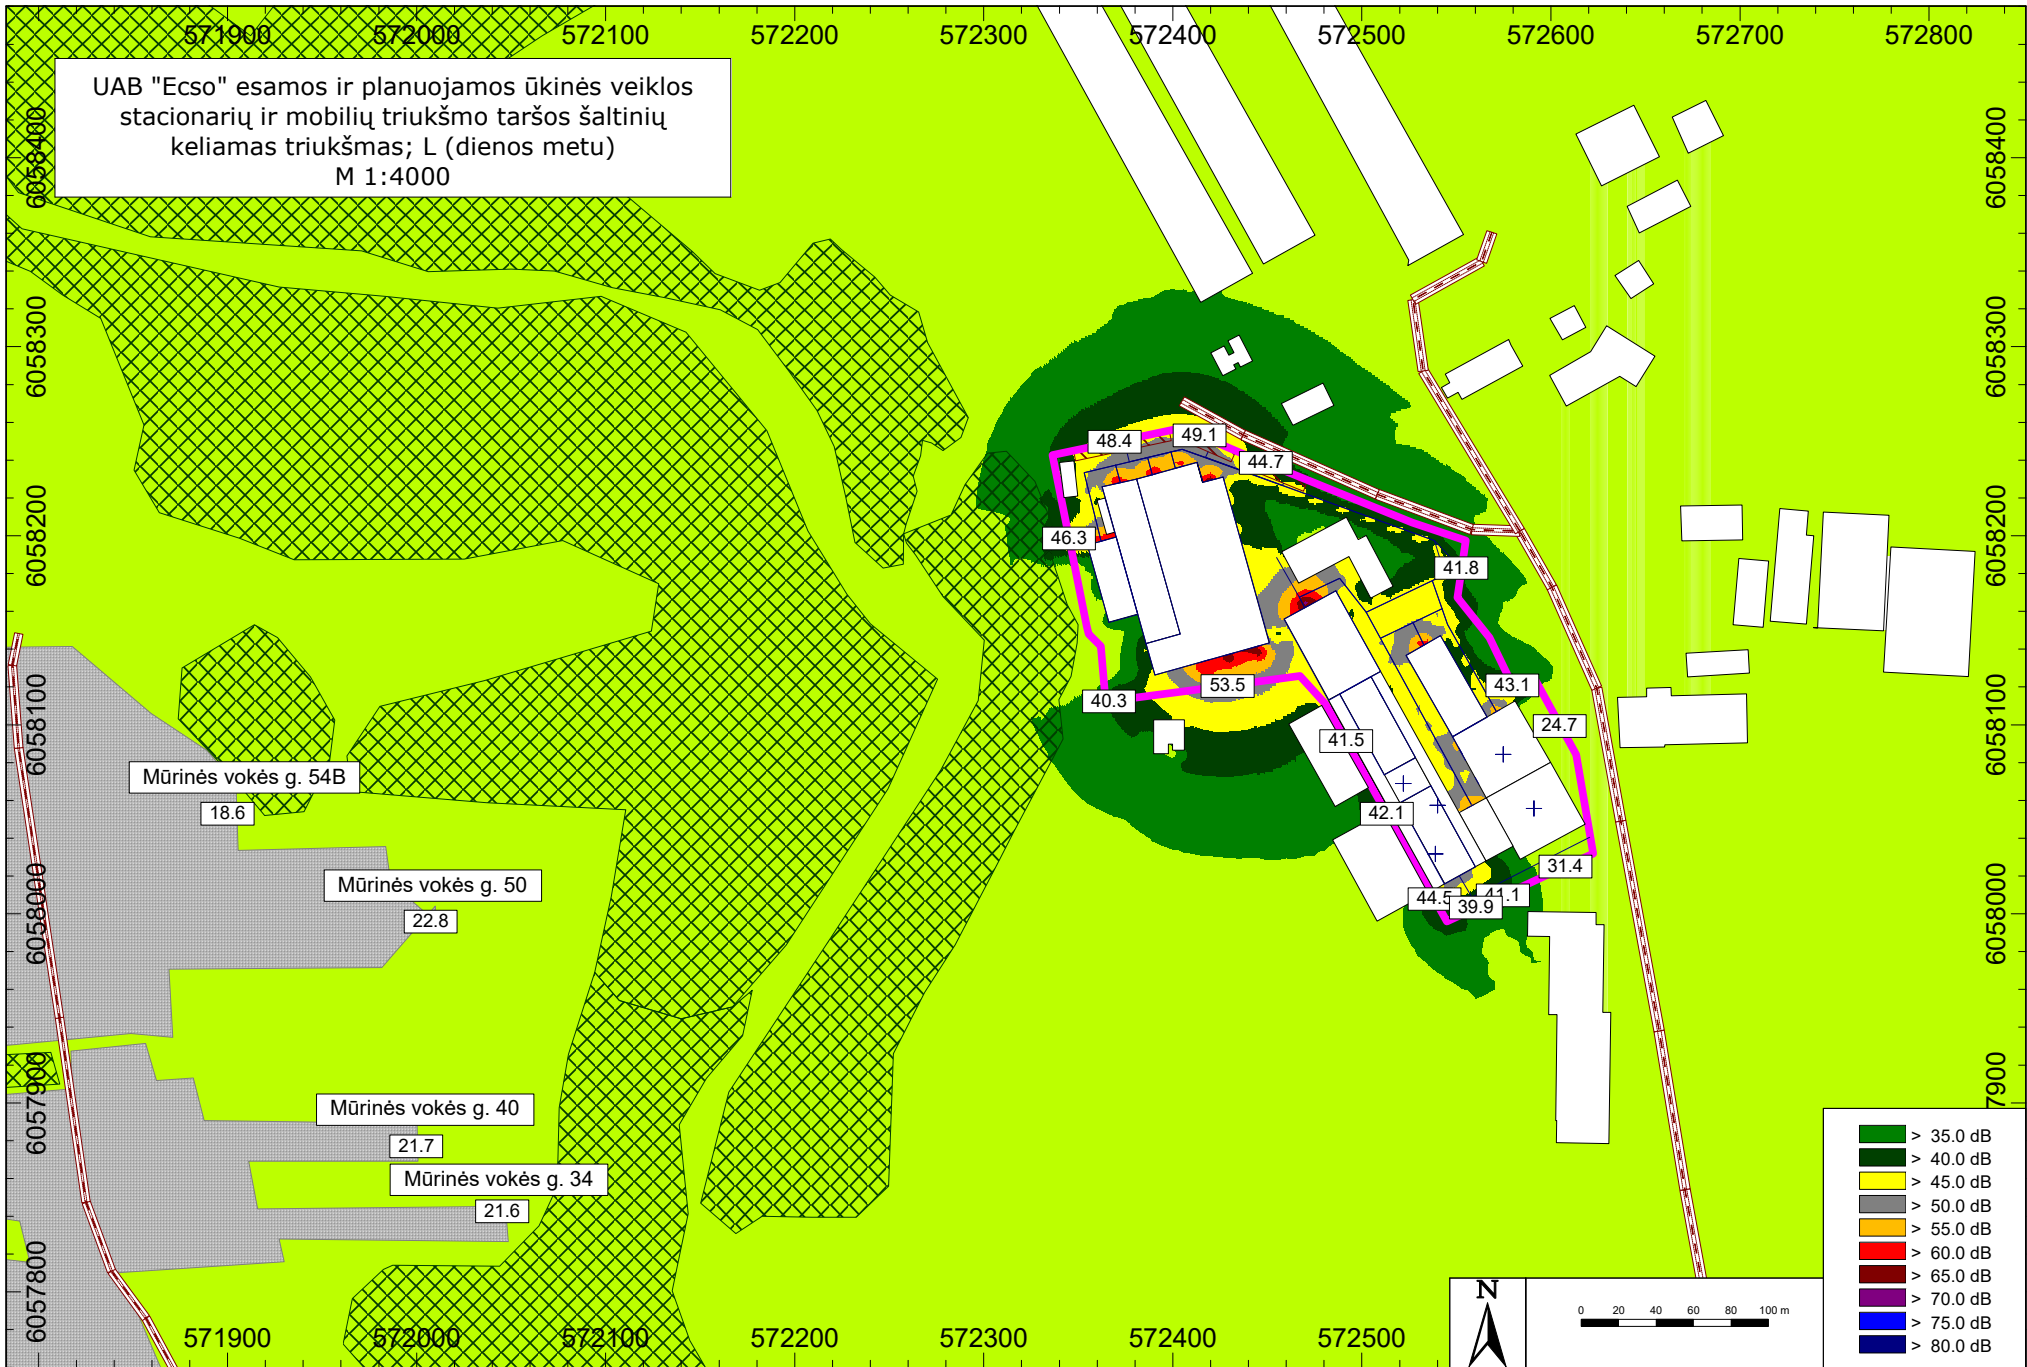 571900 572000 572100 572200 572300 572400 572500 572600 572700 572800
UAB "Ecso" esamos ir planuojamos ūkinės veiklos
stacionarių ir mobilių triukšmo taršos šaltinių
keliamas triukšmas; L (dienos metu)
M 1:4000
6058400
6058400
6058300
6058300
6058200
6058200
6058100
6058100
6058000
6058000
6057900
7900
6057800
48.4
49.1
44.7
46.3
41.8
40.3
53.5
43.1
24.7
41.5
42.1
31.4
44.5
41.1
39.9
Mūrinės vokės g. 54B
18.6
Mūrinės vokės g. 50
22.8
Mūrinės vokės g. 40
21.7
Mūrinės vokės g. 34
21.6
> 35.0 dB
> 40.0 dB
> 45.0 dB
> 50.0 dB
> 55.0 dB
> 60.0 dB
> 65.0 dB
> 70.0 dB
> 75.0 dB
> 80.0 dB
N
0 20 40 60 80 100 m
571900 572000 572100 572200 572300 572400 572500